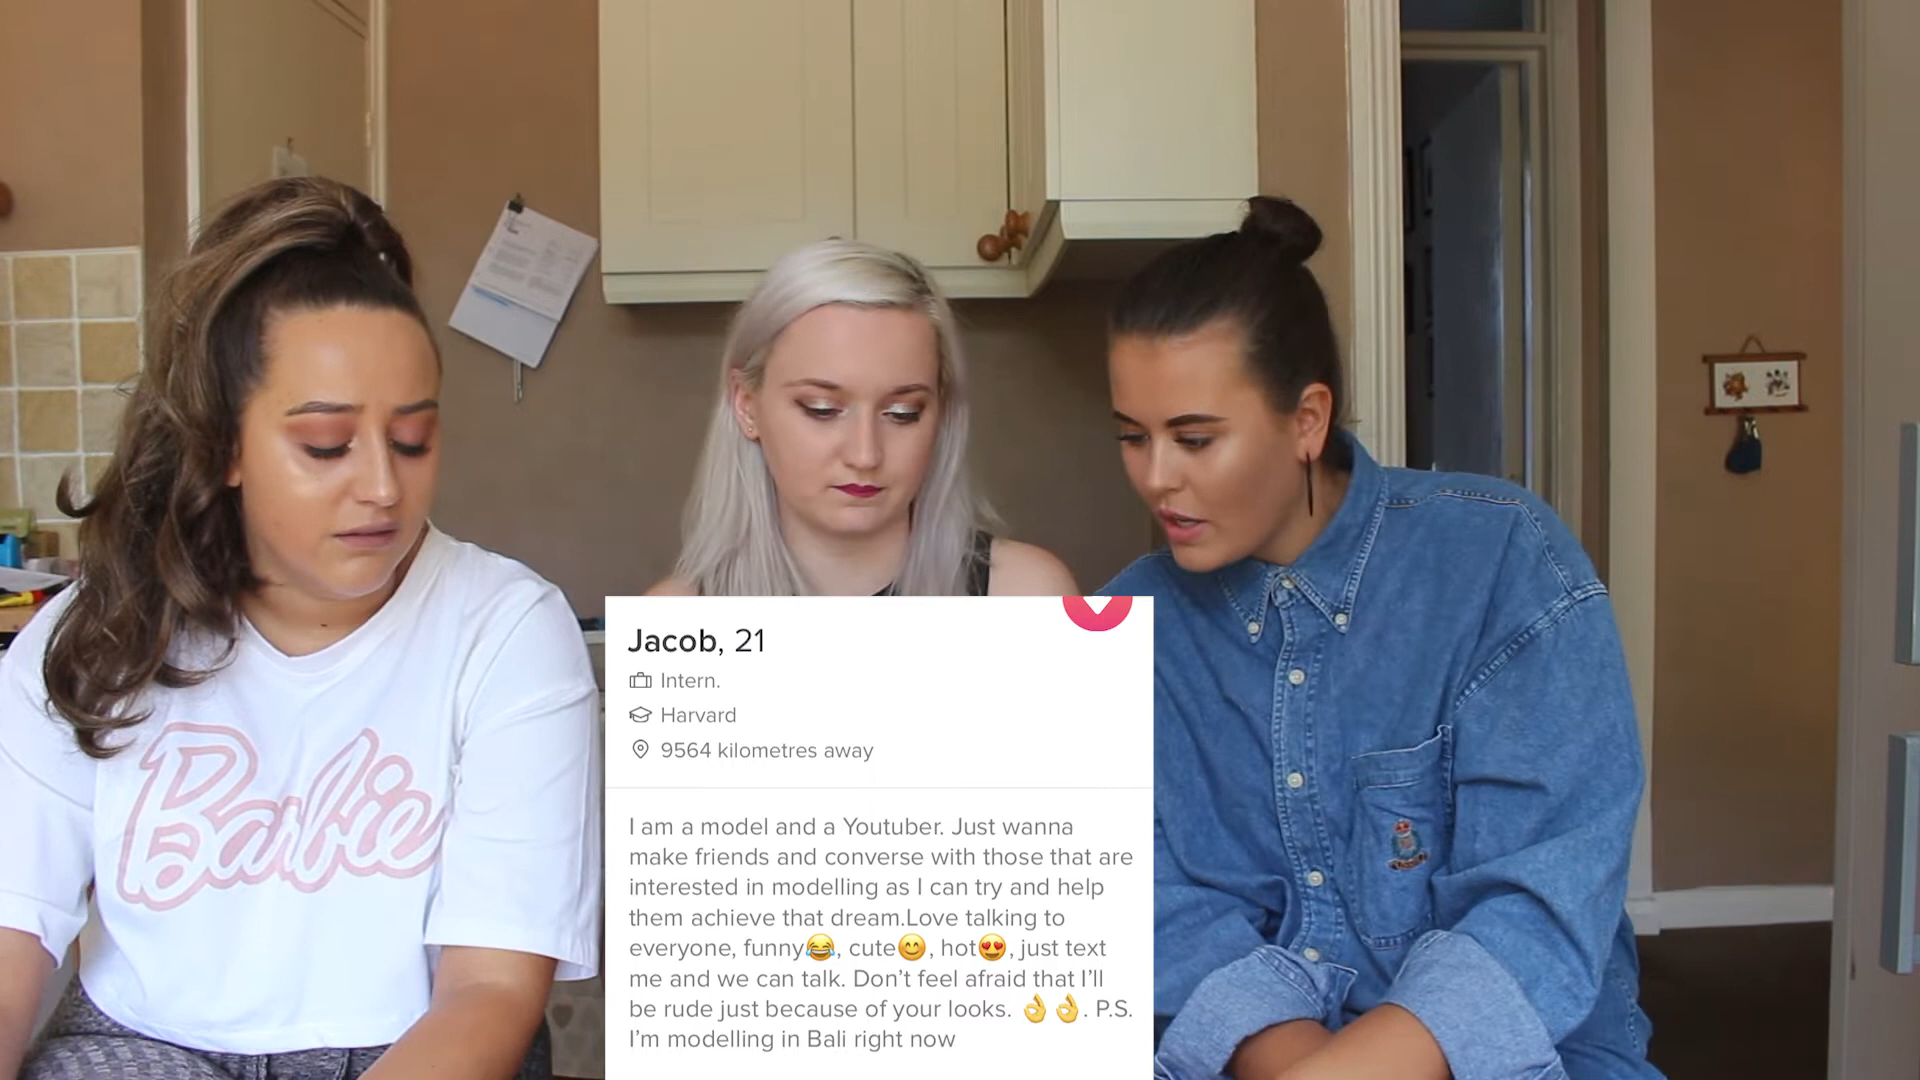 Barbie
Jacob, 21
Intern.
Harvard
9564 kilometres away
I am a model and a Youtuber. Just wanna
make friends and converse with those that are
interested in modelling as I can try and help
them achieve that dream.Love talking to
everyone, funny😂, cute😊, hot😍, just text
me and we can talk. Don't feel afraid that I'll
be rude just because of your looks. 👌👌. P.S.
I'm modelling in Bali right now